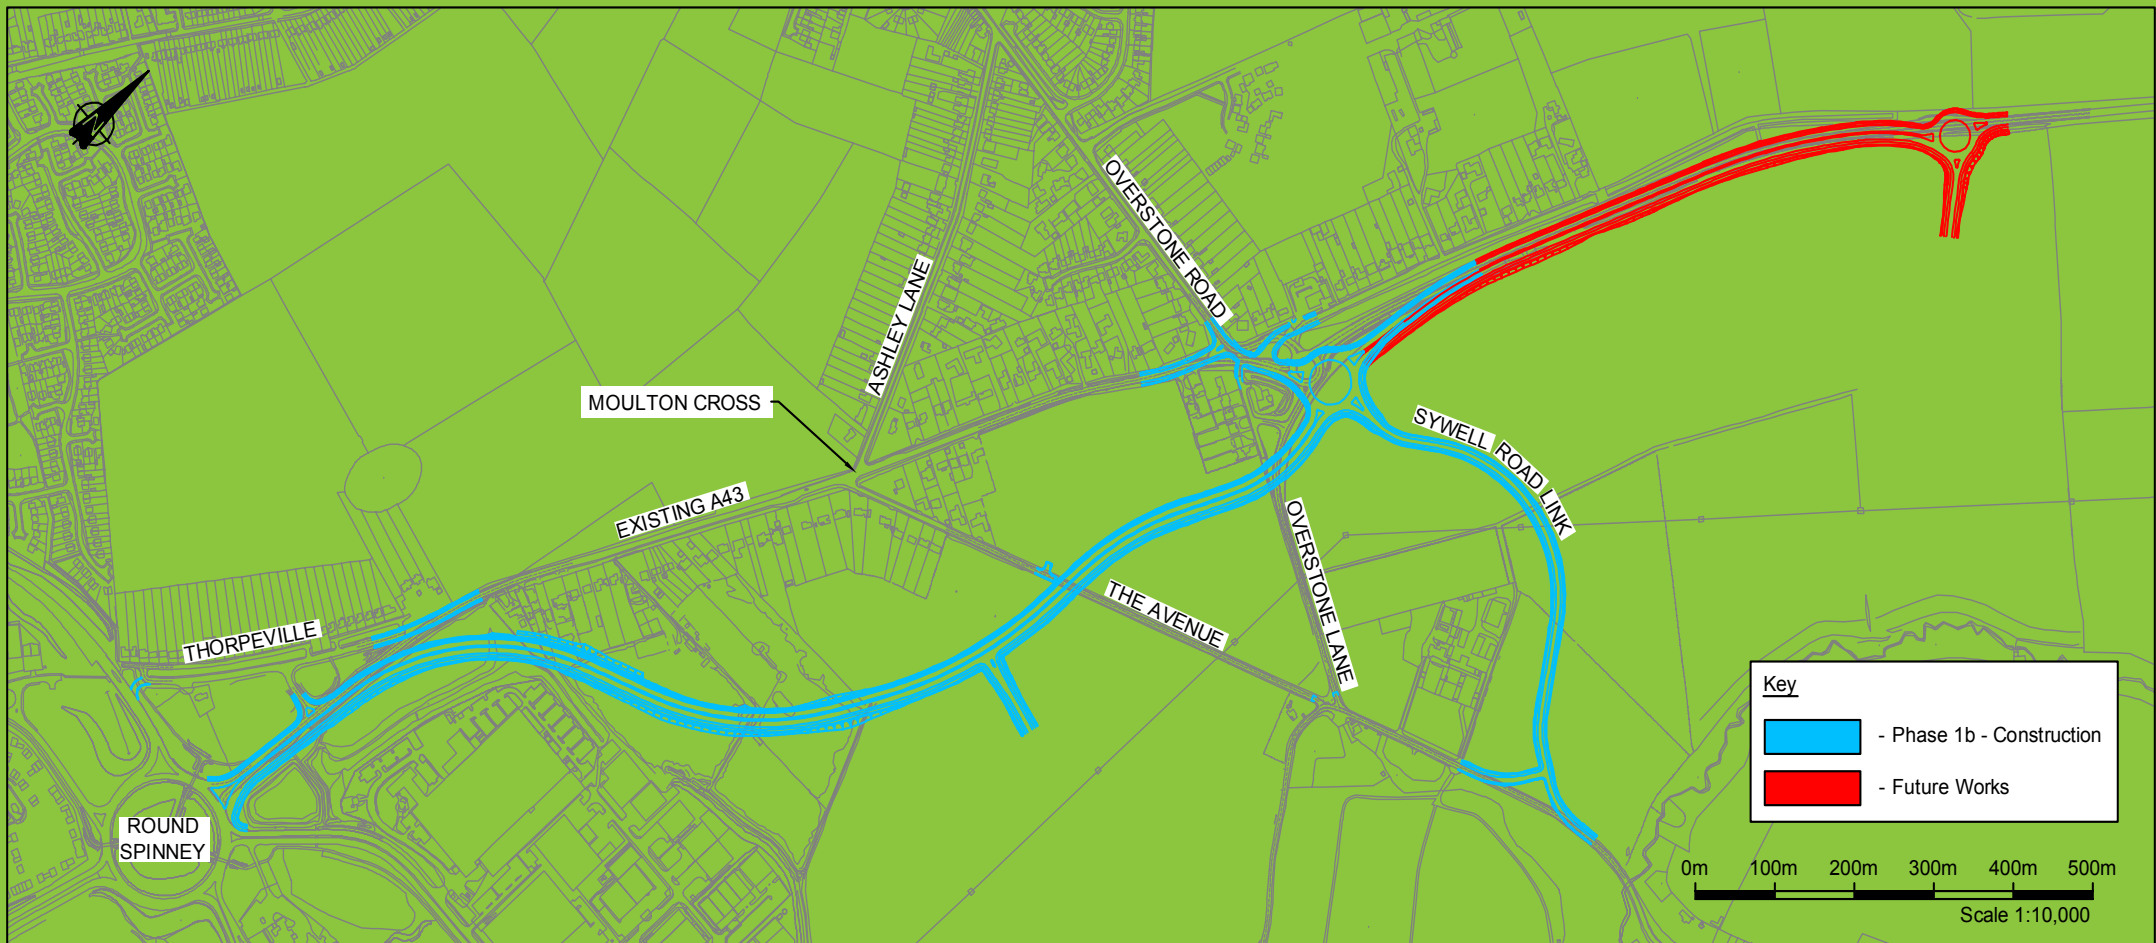 OVERSTONE ROAD
ASHLEY LANE
MOULTON CROSS
SYWELL ROAD LINK
EXISTING A43
OVERSTONE LANE
THE AVENUE
THORPEVILLE
ROUND
SPINNEY
Key
- Phase 1b - Construction
- Future Works
0m 100m 200m 300m 400m 500m
Scale 1:10,000